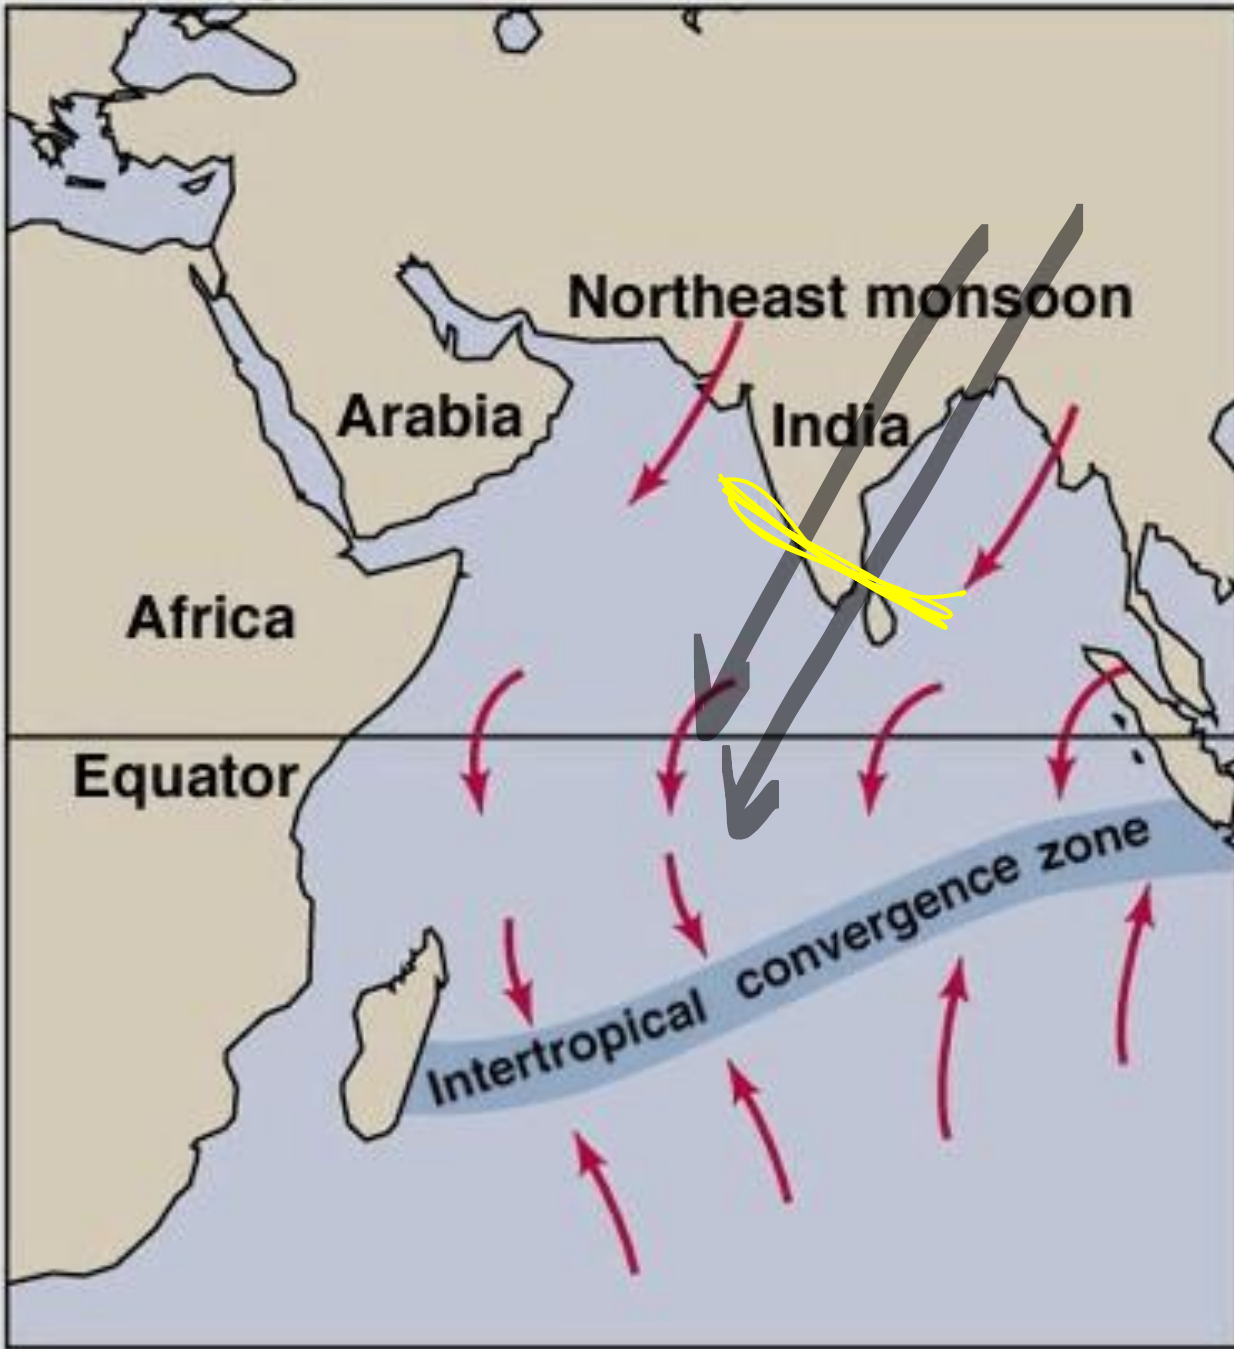 Northeast monsoon
Arabia
India
Africa
Equator
Intertropical convergence zone